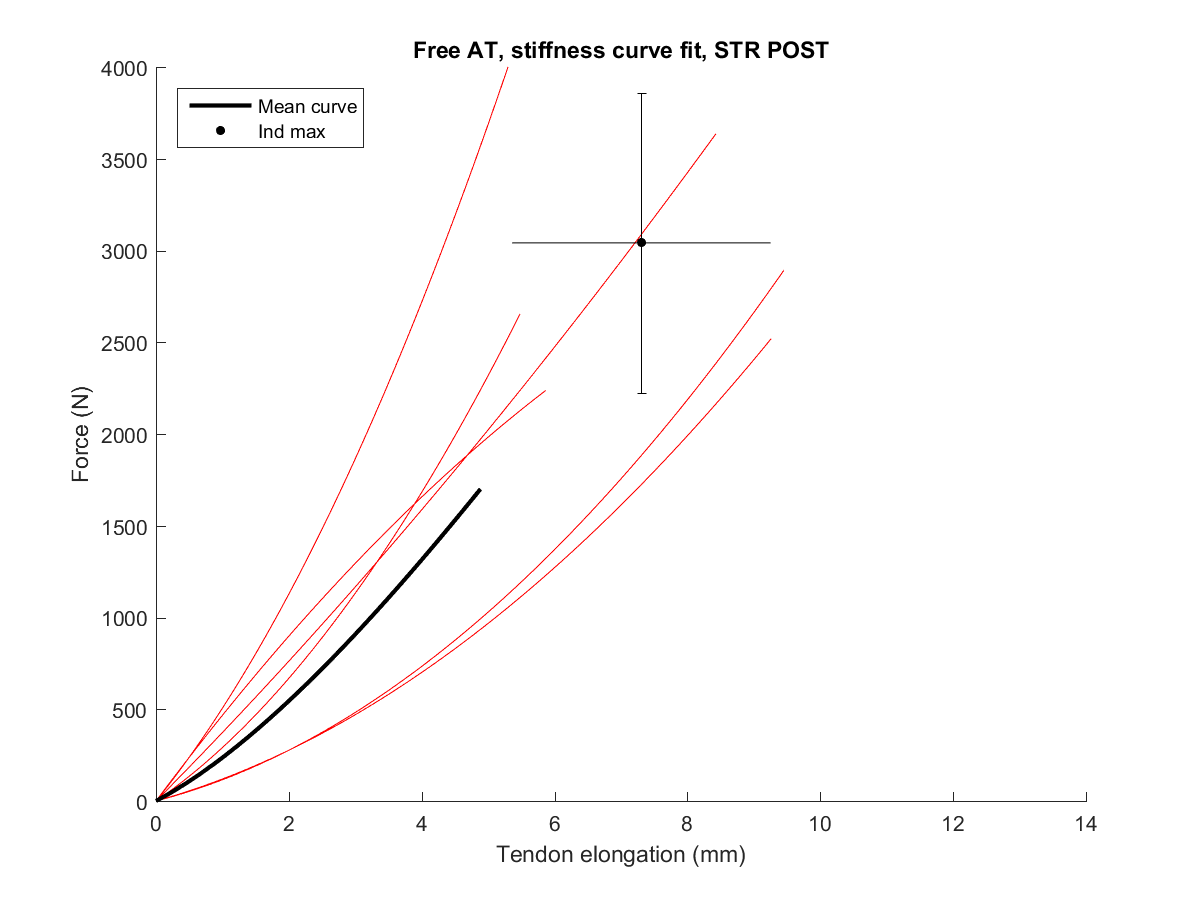 Free AT, stiffness curve fit, STR POST
Mean curve
Ind max
4000
3500
3000
2500
2000
1500
1000
500
0
Force (N)
0 2 4 6 8 10 12 14
Tendon elongation (mm)